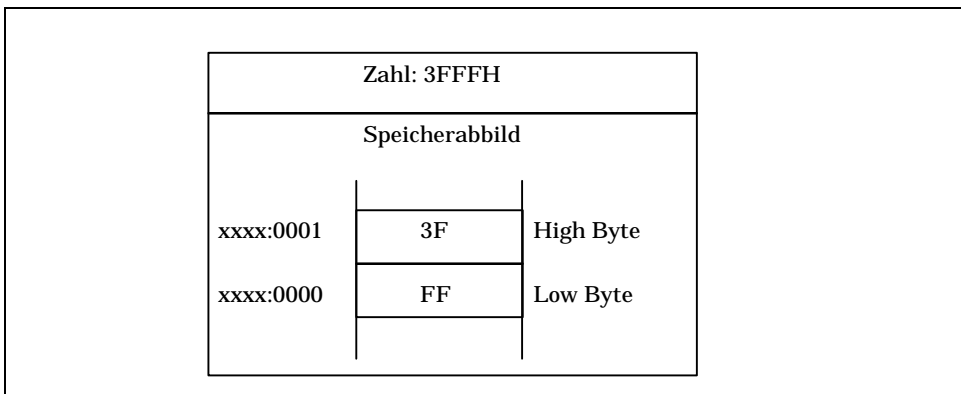 Zahl: 3FFFH
Speicherabbild
xxxx:0001 3F High Byte
xxxx:0000 FF Low Byte